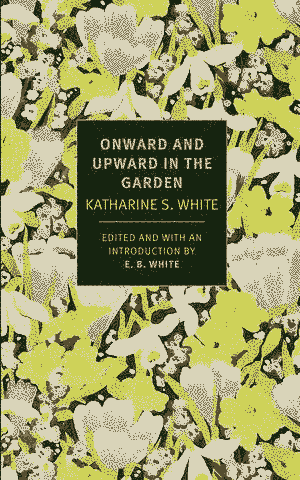 ONWARD AND
UPWARD IN THE
GARDEN
KATHARINE S. WHITE
EDITED AND WITH AN
INTRODUCTION BY
E. B. WHITE